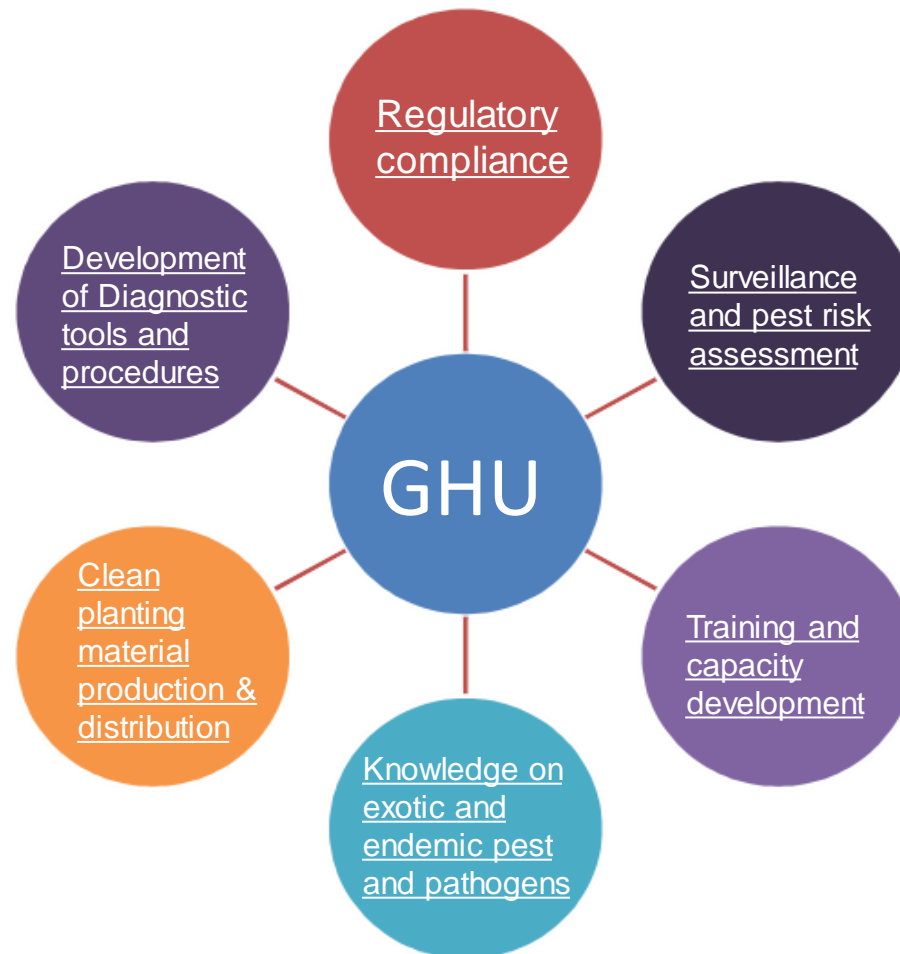 Regulatory
compliance
Development
of Diagnostic
tools and
procedures
Surveillance
and pest risk
assessment
GHU
Clean
planting
material
production &
distribution
Training and
capacity
development
Knowledge on
exotic and
endemic pest
and pathogens